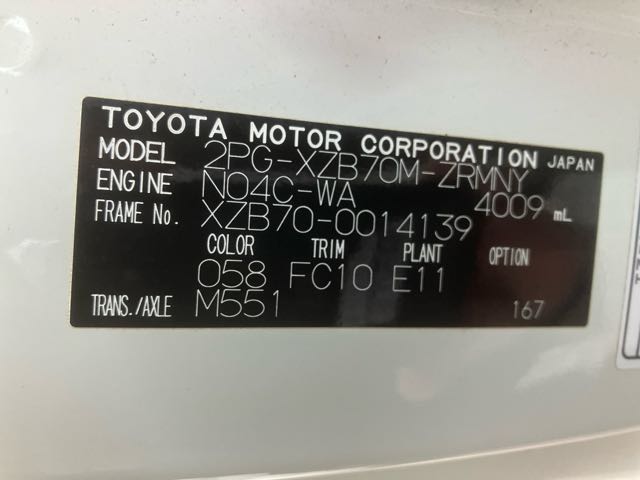 TOYOTA MOTOR CORPORATION JAPAN
MODEL 2PG-XZB70M-ZRMNY
ENGINE N04C-WA 4009 mL
FRAME No. XZB70-0014139
COLOR TRIM PLANT OPTION
058 FC10 E11
TRANS./AXLE M551 167